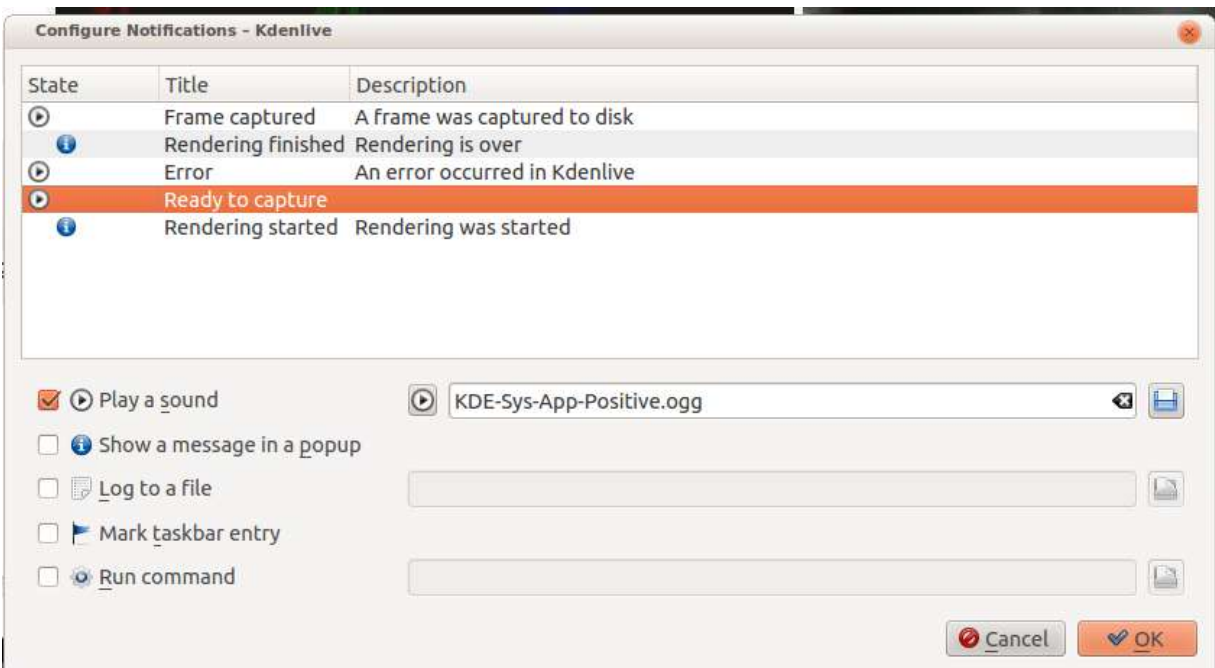 Configure Notifications - Kdenlive
State Title Description
Frame captured A frame was captured to disk
Rendering finished Rendering is over
Error An error occurred in Kdenlive
Ready to capture
Rendering started Rendering was started
Play a sound KDE-Sys-App-Positive.ogg
Show a message in a popup
Log to a file
Mark taskbar entry
Run command
Cancel OK